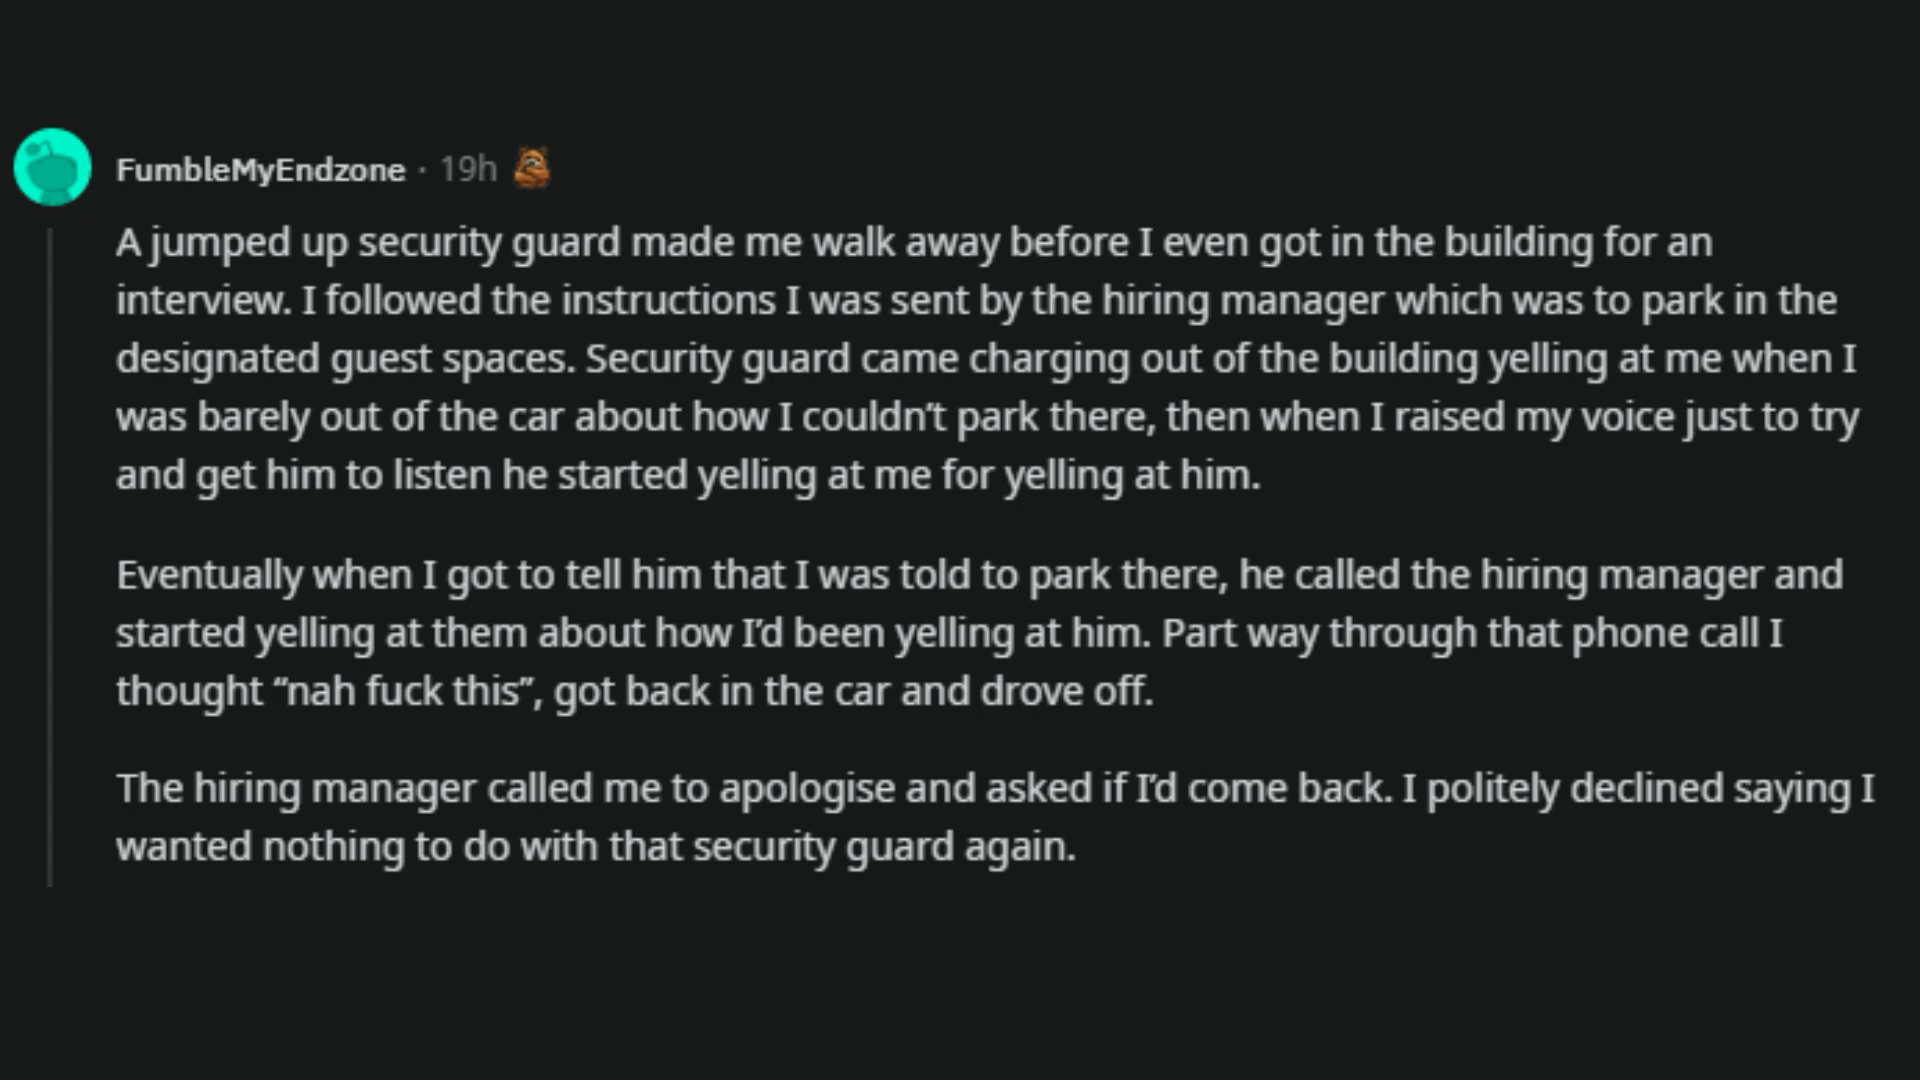 FumbleMyEndzone · 19h
A jumped up security guard made me walk away before I even got in the building for an
interview. I followed the instructions I was sent by the hiring manager which was to park in the
designated guest spaces. Security guard came charging out of the building yelling at me when I
was barely out of the car about how I couldn’t park there, then when I raised my voice just to try
and get him to listen he started yelling at me for yelling at him.
Eventually when I got to tell him that I was told to park there, he called the hiring manager and
started yelling at them about how I’d been yelling at him. Part way through that phone call I
thought “nah fuck this”, got back in the car and drove off.
The hiring manager called me to apologise and asked if I’d come back. I politely declined saying I
wanted nothing to do with that security guard again.